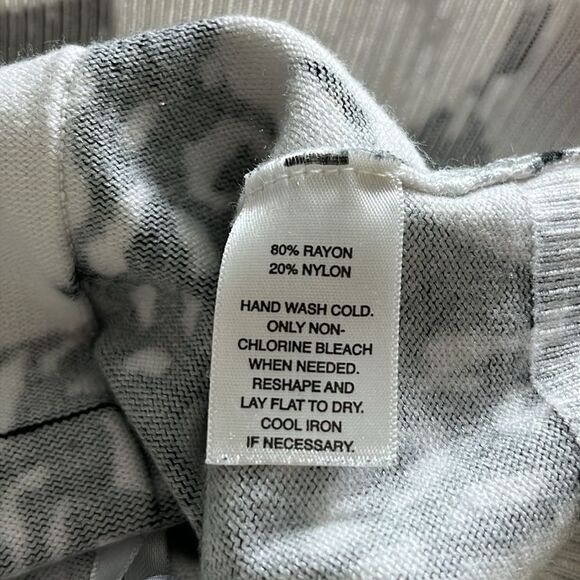 80% RAYON
20% NYLON
HAND WASH COLD.
ONLY NON-
CHLORINE BLEACH
WHEN NEEDED.
RESHAPE AND
LAY FLAT TO DRY.
COOL IRON
IF NECESSARY.